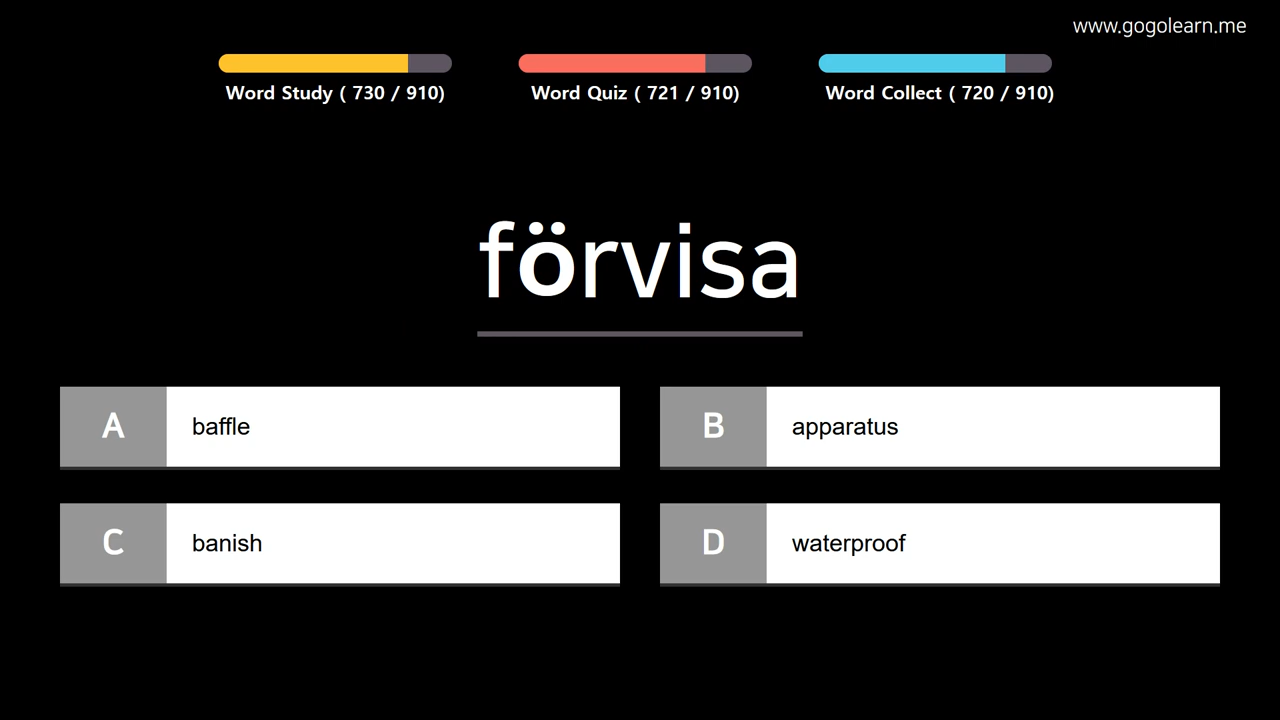 www.gogolearn.me
Word Study ( 730 / 910)
Word Quiz ( 721 / 910)
Word Collect ( 720 / 910)
förvisa
A baffle
B apparatus
C banish
D waterproof